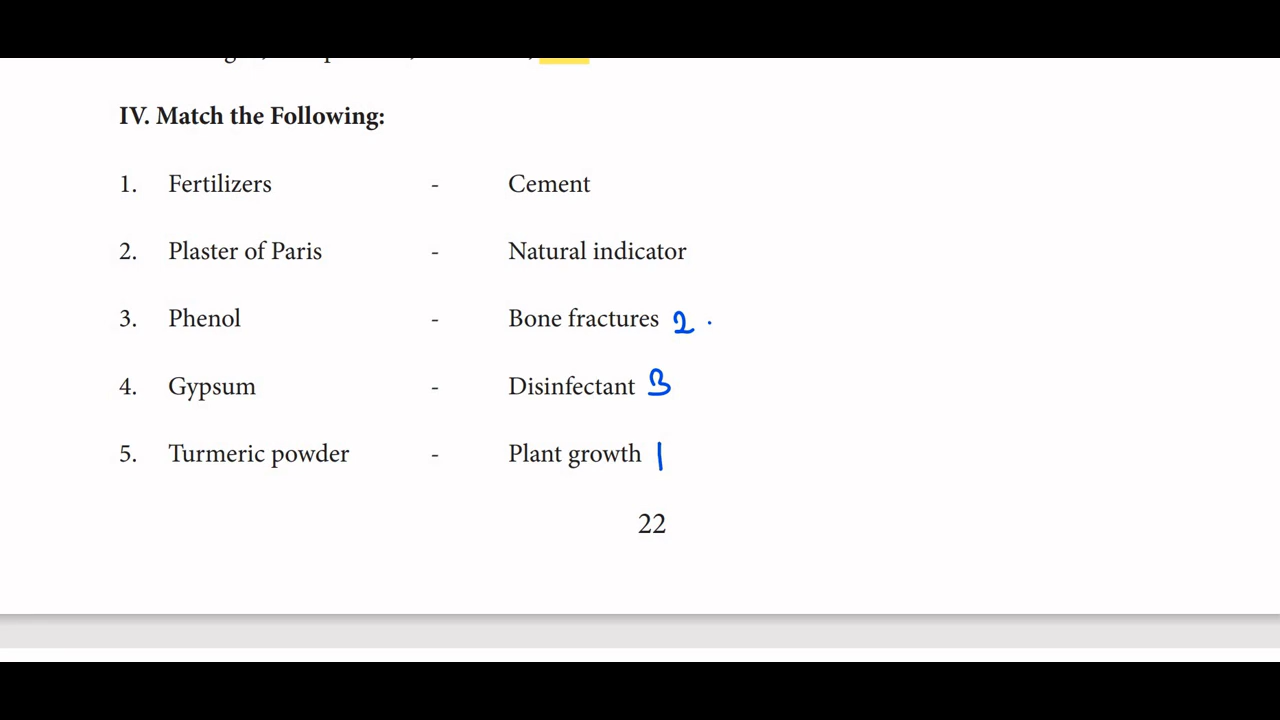 IV. Match the Following:
1. Fertilizers - Cement
2. Plaster of Paris - Natural indicator
3. Phenol - Bone fractures 2 .
4. Gypsum - Disinfectant 3
5. Turmeric powder - Plant growth 1
22